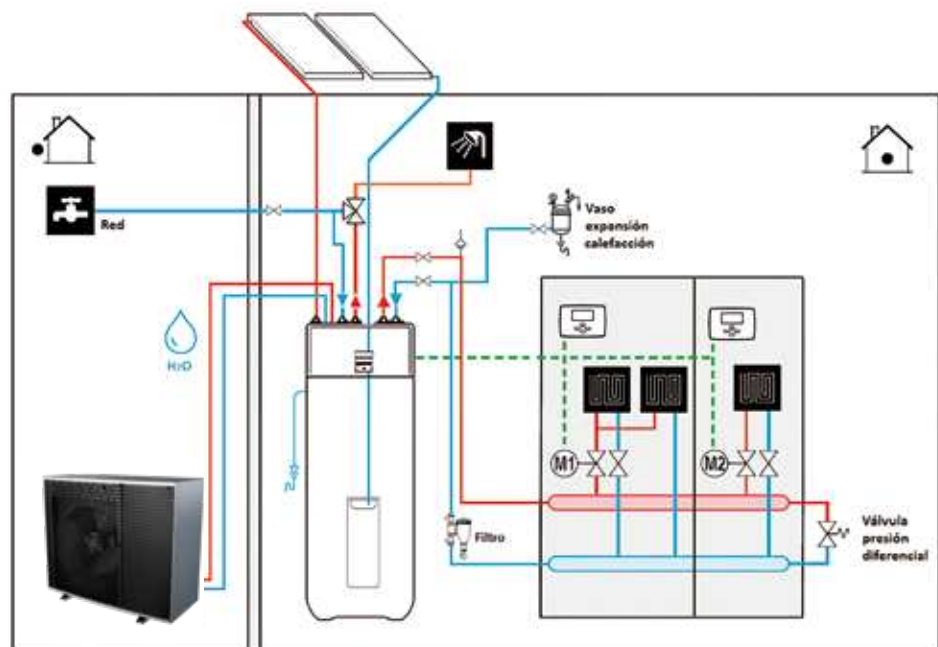 Red
Vaso
expansión
calefacción
H₂O
M1
M2
Filtro
Válvula
presión
diferencial